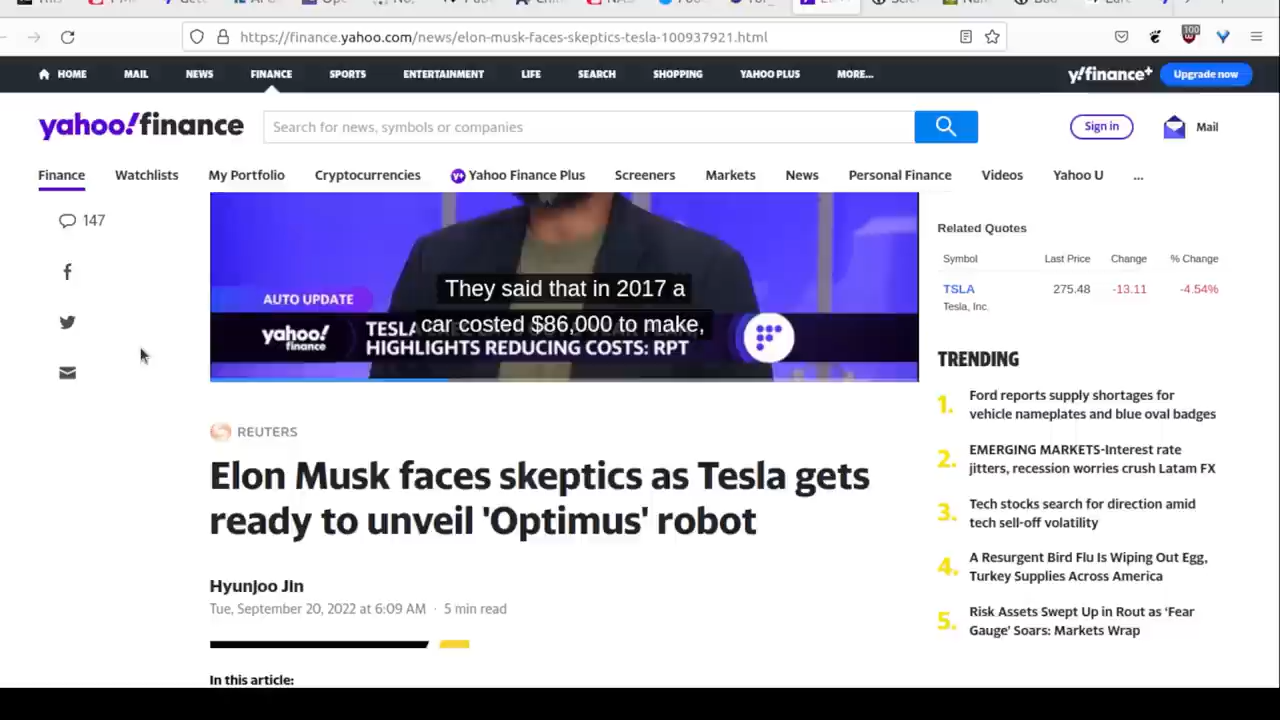 https://finance.yahoo.com/news/elon-musk-faces-skeptics-tesla-100937921.html
100
HOME MAIL NEWS FINANCE SPORTS ENTERTAINMENT LIFE SEARCH SHOPPING YAHOO PLUS MORE... y!finance+ Upgrade now
yahoo!finance Search for news, symbols or companies Sign in Mail
Finance Watchlists My Portfolio Cryptocurrencies Yahoo Finance Plus Screeners Markets News Personal Finance Videos Yahoo U ...
147
They said that in 2017 a
car costed $86,000 to make,
AUTO UPDATE
yahoo!
finance
TESLA
HIGHLIGHTS REDUCING COSTS: RPT
REUTERS
Elon Musk faces skeptics as Tesla gets
ready to unveil 'Optimus' robot
HyunJoo Jin
Tue, September 20, 2022 at 6:09 AM · 5 min read
In this article:
Related Quotes
Symbol Last Price Change % Change
TSLA 275.48 -13.11 -4.54%
Tesla, Inc.
TRENDING
1. Ford reports supply shortages for
vehicle nameplates and blue oval badges
2. EMERGING MARKETS-Interest rate
jitters, recession worries crush Latam FX
3. Tech stocks search for direction amid
tech sell-off volatility
4. A Resurgent Bird Flu Is Wiping Out Egg,
Turkey Supplies Across America
5. Risk Assets Swept Up in Rout as ‘Fear
Gauge’ Soars: Markets Wrap